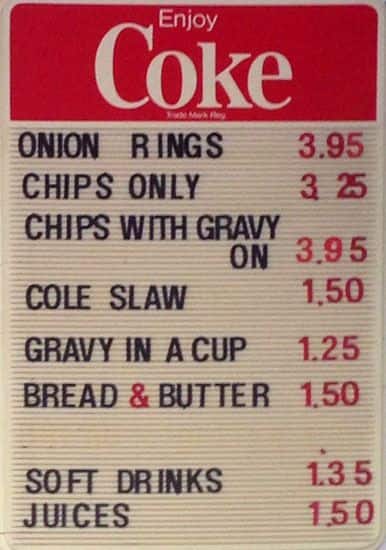 Enjoy
Coke
Trade Mark Reg.
ONION RINGS 3.95
CHIPS ONLY 3.25
CHIPS WITH GRAVY
ON 3.95
COLE SLAW 1.50
GRAVY IN A CUP 1.25
BREAD & BUTTER 1.50
SOFT DRINKS 1.35
JUICES 1.50